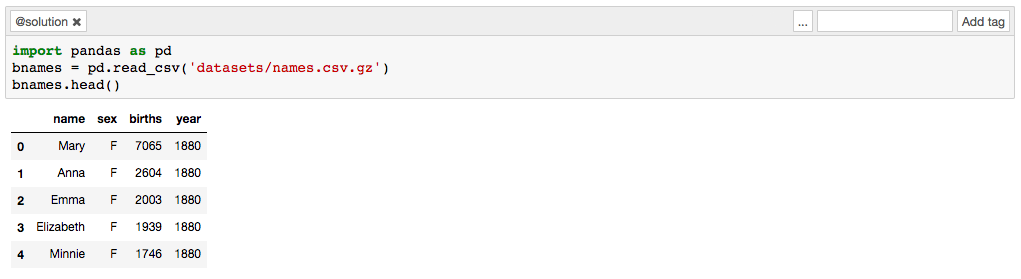 @solution ✖ ... Add tag
import pandas as pd
bnames = pd.read_csv('datasets/names.csv.gz')
bnames.head()
name sex births year
0 Mary F 7065 1880
1 Anna F 2604 1880
2 Emma F 2003 1880
3 Elizabeth F 1939 1880
4 Minnie F 1746 1880